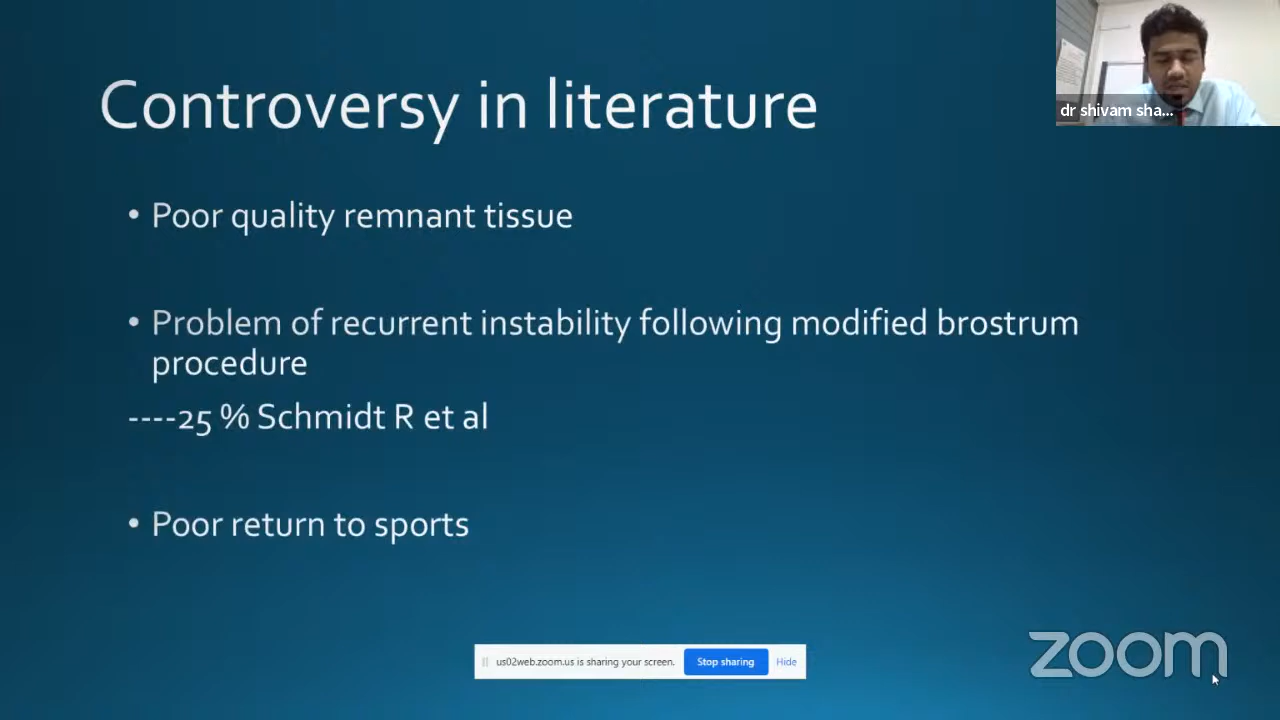 Controversy in literature
dr shivam sha...
• Poor quality remnant tissue
• Problem of recurrent instability following modified brostrum
procedure
----25 % Schmidt R et al
• Poor return to sports
us02web.zoom.us is sharing your screen.
Stop sharing
Hide
zoom